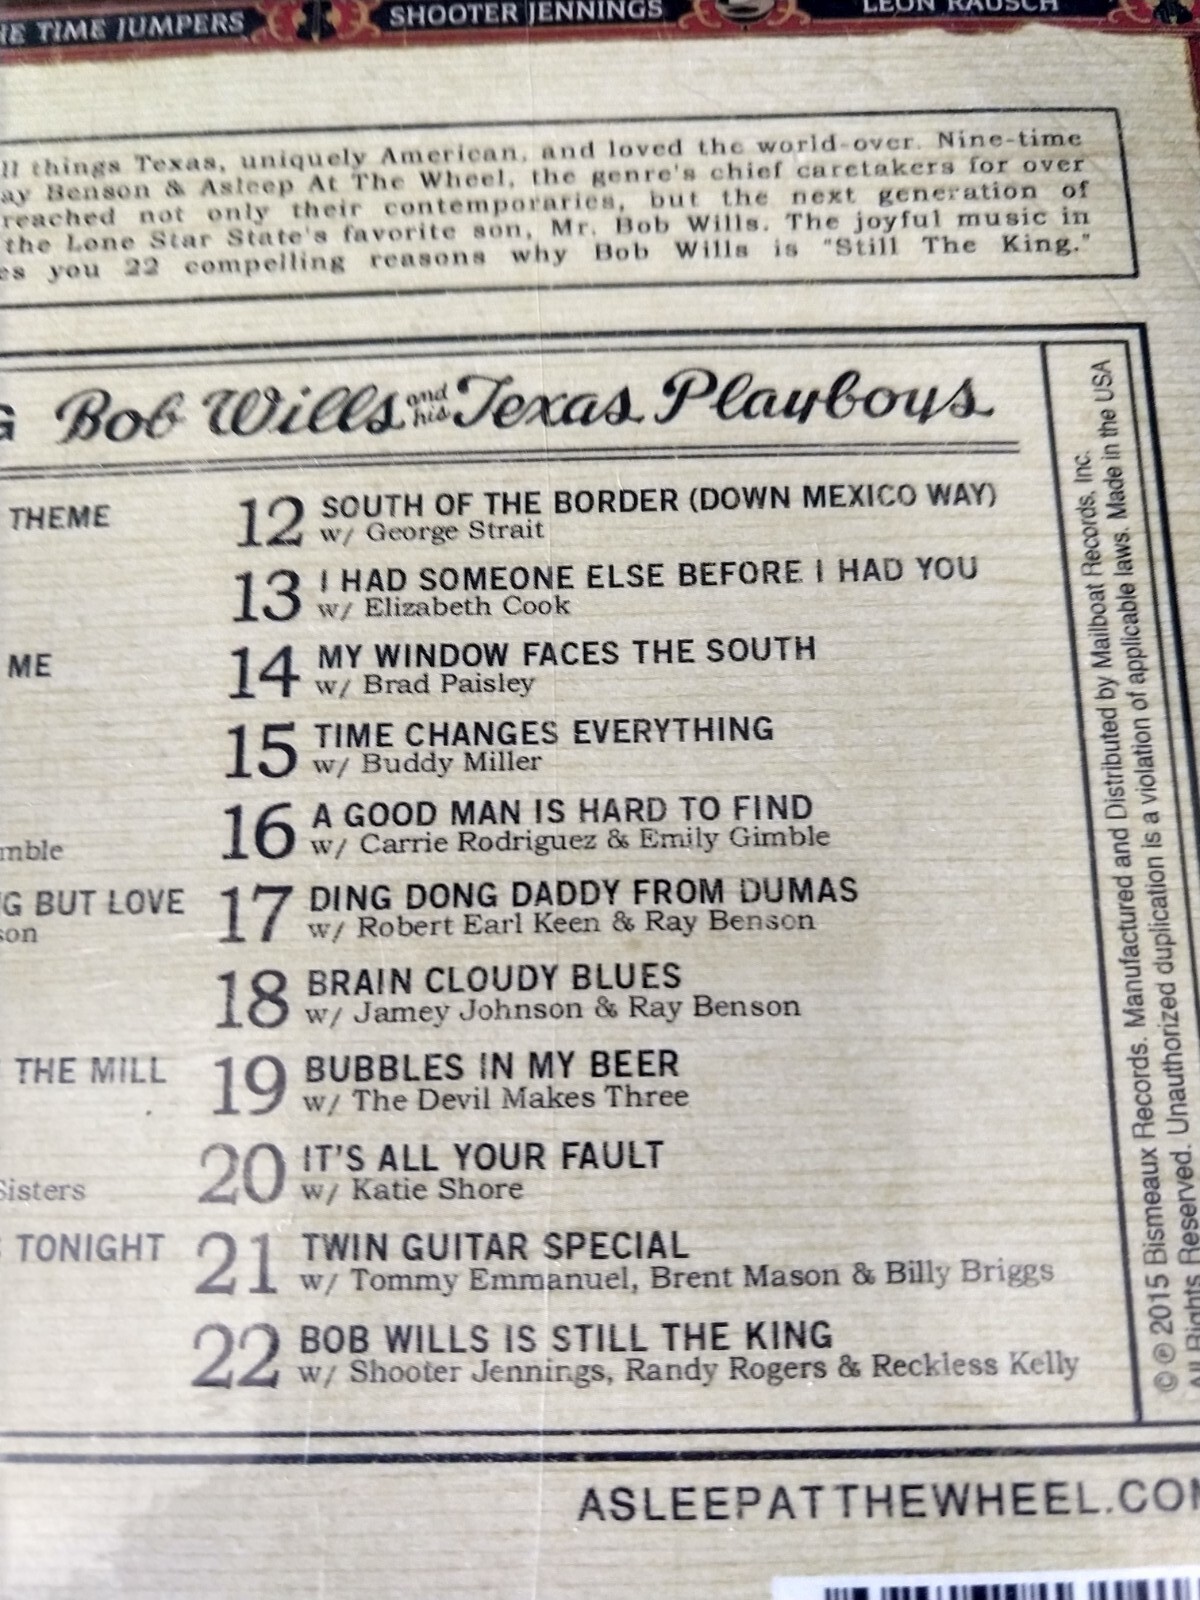 THE TIME JUMPERS
SHOOTER JENNINGS
LEON RAUSCH
ll things Texas, uniquely American, and loved the world-over. Nine-time
ay Benson & Asleep At The Wheel, the genre's chief caretakers for over
reached not only their contemporaries, but the next generation of
the Lone Star State's favorite son, Mr. Bob Wills. The joyful music in
es you 22 compelling reasons why Bob Wills is "Still The King."
G Bob Wills and his Texas Playboys
THEME
ME
mble
G BUT LOVE
son
THE MILL
Sisters
TONIGHT
12 SOUTH OF THE BORDER (DOWN MEXICO WAY)
w/ George Strait
13 I HAD SOMEONE ELSE BEFORE I HAD YOU
w/ Elizabeth Cook
14 MY WINDOW FACES THE SOUTH
w/ Brad Paisley
15 TIME CHANGES EVERYTHING
w/ Buddy Miller
16 A GOOD MAN IS HARD TO FIND
w/ Carrie Rodriguez & Emily Gimble
17 DING DONG DADDY FROM DUMAS
w/ Robert Earl Keen & Ray Benson
18 BRAIN CLOUDY BLUES
w/ Jamey Johnson & Ray Benson
19 BUBBLES IN MY BEER
w/ The Devil Makes Three
20 IT'S ALL YOUR FAULT
w/ Katie Shore
21 TWIN GUITAR SPECIAL
w/ Tommy Emmanuel, Brent Mason & Billy Briggs
22 BOB WILLS IS STILL THE KING
w/ Shooter Jennings, Randy Rogers & Reckless Kelly
© ℗ 2015 Bismeaux Records. Manufactured and Distributed by Mailboat Records, Inc.
All Rights Reserved. Unauthorized duplication is a violation of applicable laws. Made in the USA
ASLEEPATTHEWHEEL.COM